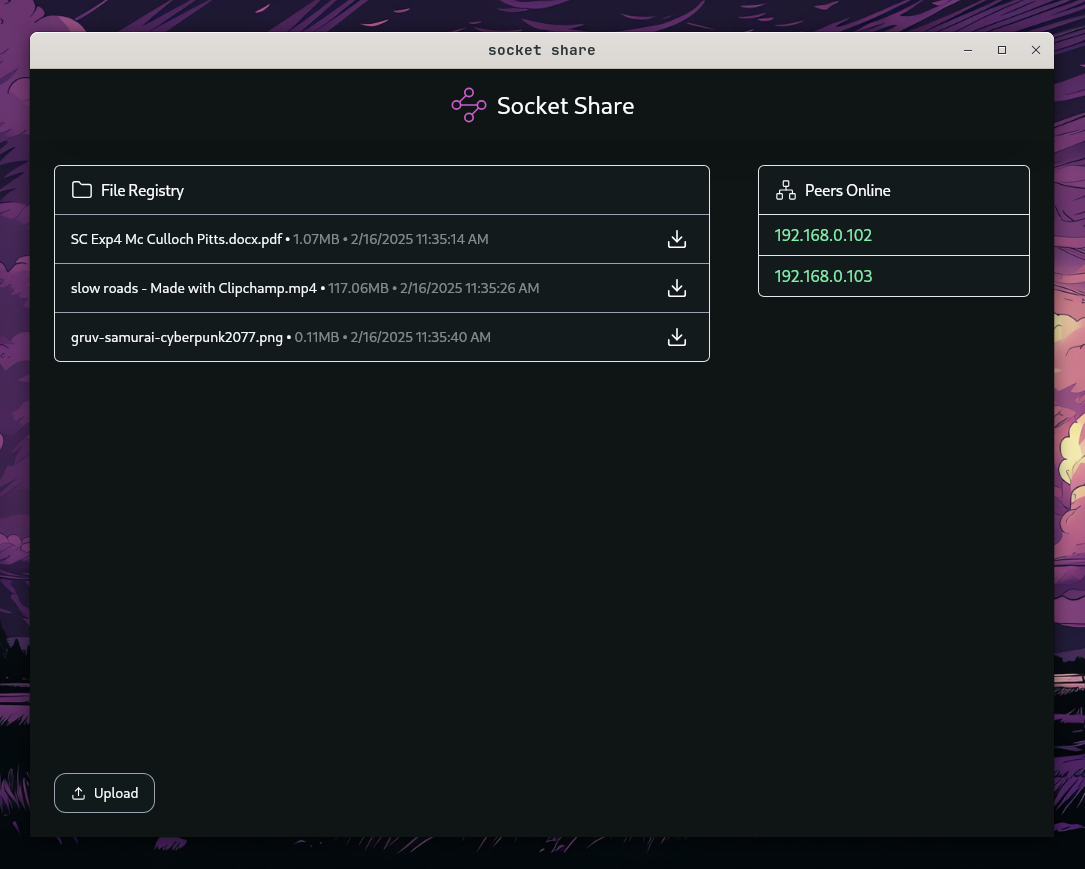 socket share
Socket Share
File Registry
SC Exp4 Mc Culloch Pitts.docx.pdf • 1.07MB • 2/16/2025 11:35:14 AM
slow roads - Made with Clipchamp.mp4 • 117.06MB • 2/16/2025 11:35:26 AM
gruv-samurai-cyberpunk2077.png • 0.11MB • 2/16/2025 11:35:40 AM
Peers Online
192.168.0.102
192.168.0.103
Upload